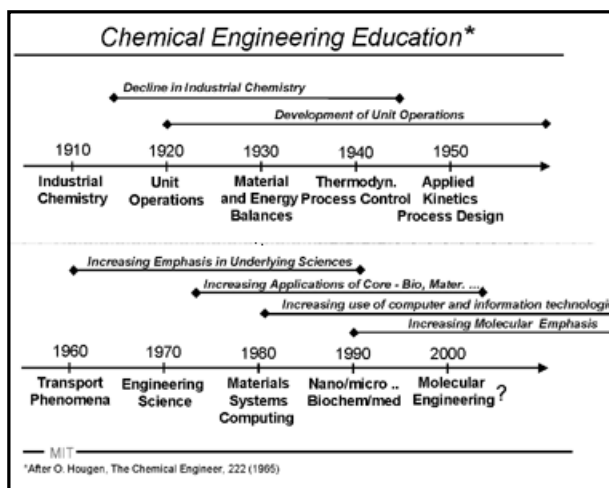 Chemical Engineering Education*
Decline in Industrial Chemistry
Development of Unit Operations
1910 1920 1930 1940 1950
Industrial Unit Material Thermodyn. Applied
Chemistry Operations and Energy Process Control Kinetics
Balances Process Design
Increasing Emphasis in Underlying Sciences
Increasing Applications of Core - Bio, Mater. ...
Increasing use of computer and information technologi
Increasing Molecular Emphasis
1960 1970 1980 1990 2000
Transport Engineering Materials Nano/micro .. Molecular
Phenomena Science Systems Biochem/med Engineering ?
Computing
MIT
*After O. Hougen, The Chemical Engineer, 222 (1965)